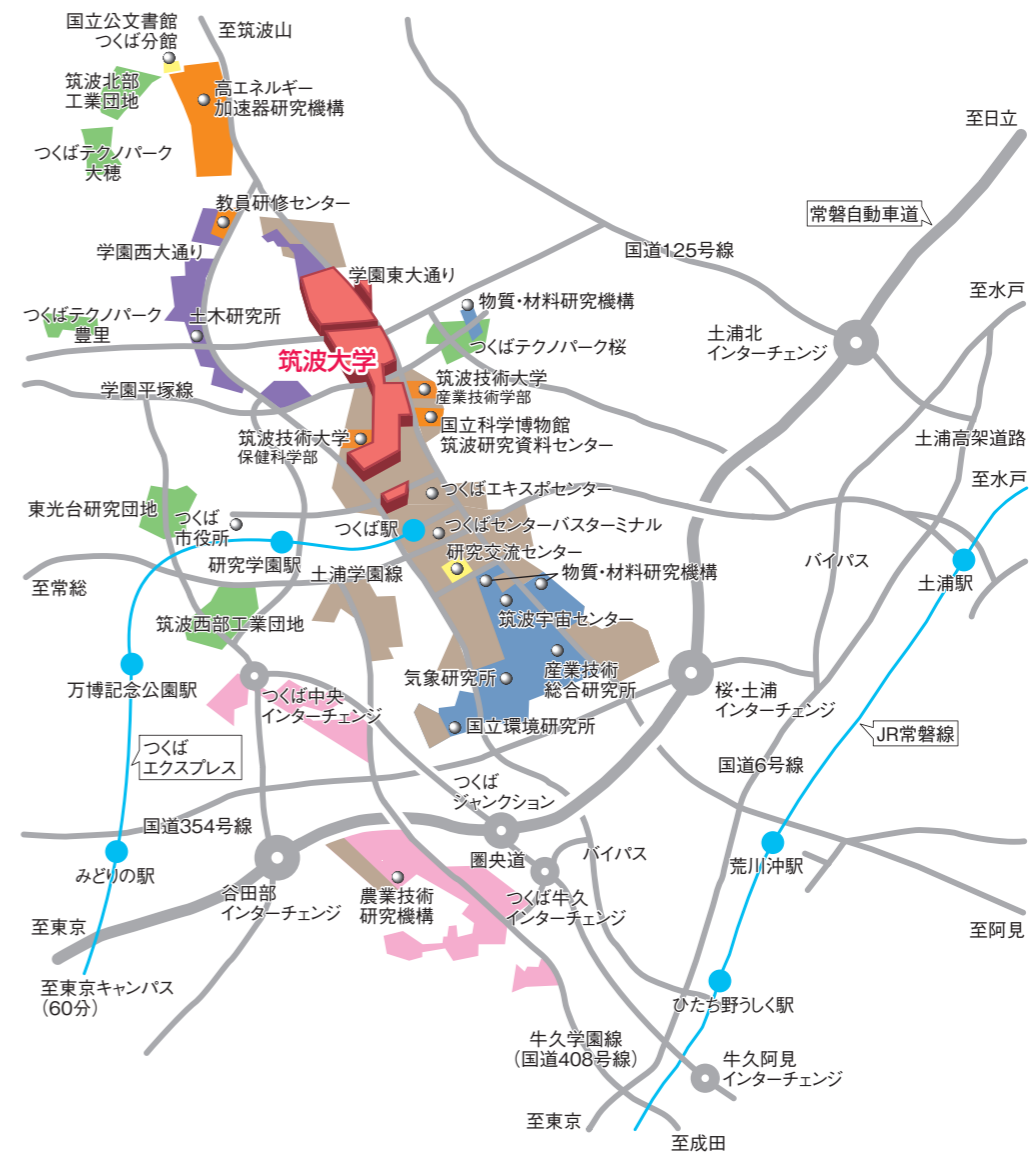 国立公文書館
つくば分館
至筑波山
筑波北部
工業団地
高エネルギー
加速器研究機構
至日立
つくばテクノパーク
大穂
教員研修センター
常磐自動車道
学園西大通り
国道125号線
学園東大通り
至水戸
物質・材料研究機構
つくばテクノパーク
豊里
土木研究所
土浦北
インターチェンジ
つくばテクノパーク桜
筑波大学
学園平塚線
筑波技術大学
産業技術学部
国立科学博物館
筑波研究資料センター
筑波技術大学
保健科学部
土浦高架道路
至水戸
つくばエキスポセンター
東光台研究団地
つくば
市役所
つくば駅
つくばセンターバスターミナル
研究学園駅
研究交流センター
土浦学園線
物質・材料研究機構
バイパス
土浦駅
至常総
筑波宇宙センター
筑波西部工業団地
産業技術
総合研究所
気象研究所
万博記念公園駅
つくば中央
インターチェンジ
桜・土浦
インターチェンジ
国立環境研究所
JR常磐線
つくば
エクスプレス
国道6号線
つくば
ジャンクション
国道354号線
圏央道
バイパス
みどりの駅
荒川沖駅
谷田部
インターチェンジ
農業技術
研究機構
つくば牛久
インターチェンジ
至東京
至阿見
至東京キャンパス
（60分）
ひたち野うしく駅
牛久学園線
（国道408号線）
牛久阿見
インターチェンジ
至東京
至成田